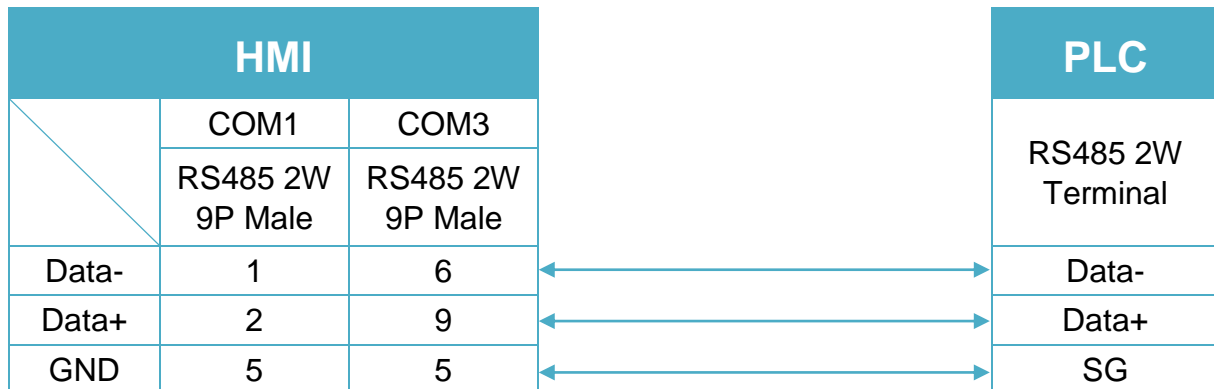 HMI
PLC
COM1 COM3
RS485 2W RS485 2W
9P Male 9P Male
RS485 2W
Terminal
Data- 1 6 Data-
Data+ 2 9 Data+
GND 5 5 SG